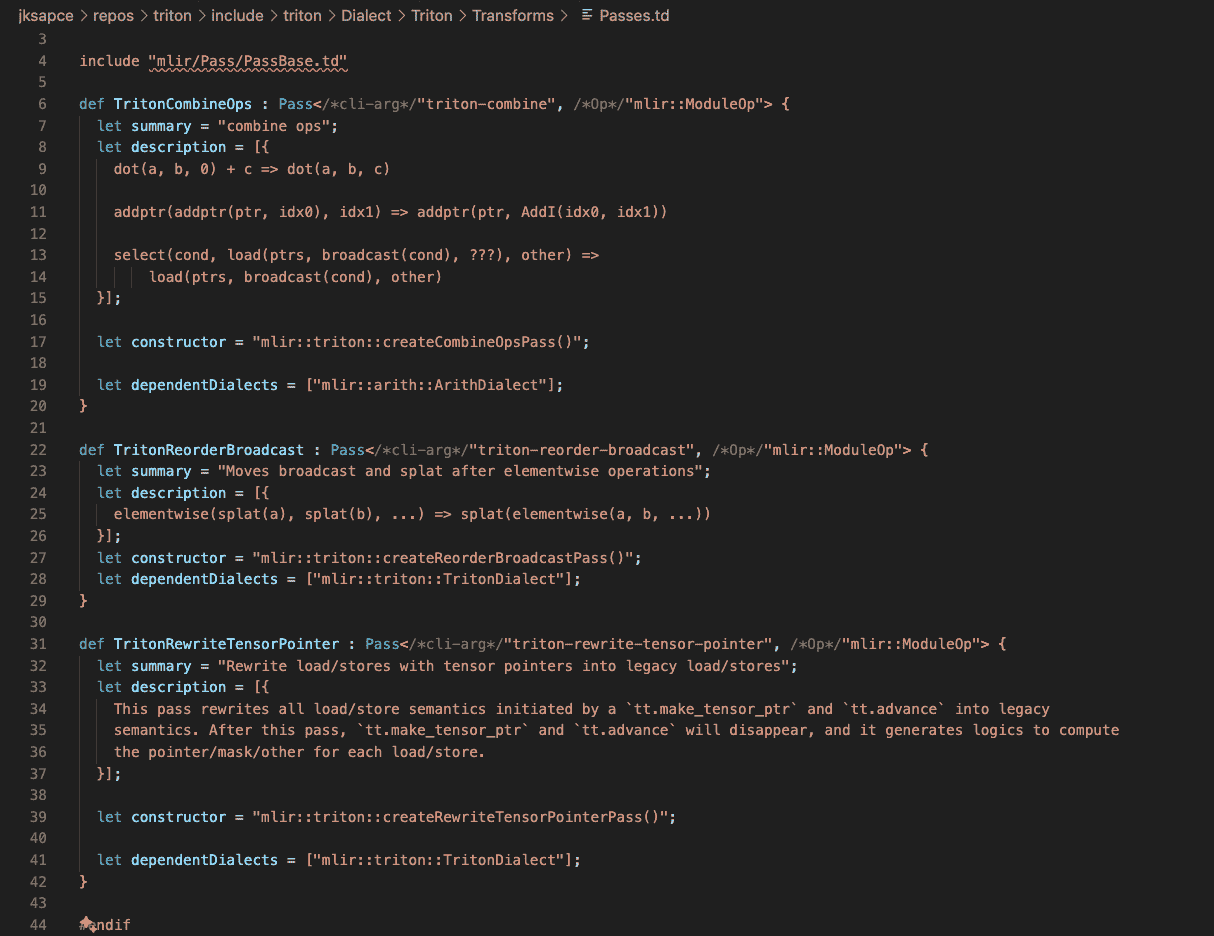 jksapce > repos > triton > include > triton > Dialect > Triton > Transforms > Passes.td
3
4 include "mlir/Pass/PassBase.td"
5
6 def TritonCombineOps : Pass</*cli-arg*/"triton-combine", /*Op*/"mlir::ModuleOp"> {
7 let summary = "combine ops";
8 let description = [{
9 dot(a, b, 0) + c => dot(a, b, c)
10
11 addptr(addptr(ptr, idx0), idx1) => addptr(ptr, AddI(idx0, idx1))
12
13 select(cond, load(ptrs, broadcast(cond), ???), other) =>
14 load(ptrs, broadcast(cond), other)
15 }];
16
17 let constructor = "mlir::triton::createCombineOpsPass()";
18
19 let dependentDialects = ["mlir::arith::ArithDialect"];
20 }
21
22 def TritonReorderBroadcast : Pass</*cli-arg*/"triton-reorder-broadcast", /*Op*/"mlir::ModuleOp"> {
23 let summary = "Moves broadcast and splat after elementwise operations";
24 let description = [{
25 elementwise(splat(a), splat(b), ...) => splat(elementwise(a, b, ...))
26 }];
27 let constructor = "mlir::triton::createReorderBroadcastPass()";
28 let dependentDialects = ["mlir::triton::TritonDialect"];
29 }
30
31 def TritonRewriteTensorPointer : Pass</*cli-arg*/"triton-rewrite-tensor-pointer", /*Op*/"mlir::ModuleOp"> {
32 let summary = "Rewrite load/stores with tensor pointers into legacy load/stores";
33 let description = [{
34 This pass rewrites all load/store semantics initiated by a `tt.make_tensor_ptr` and `tt.advance` into legacy
35 semantics. After this pass, `tt.make_tensor_ptr` and `tt.advance` will disappear, and it generates logics to compute
36 the pointer/mask/other for each load/store.
37 }];
38
39 let constructor = "mlir::triton::createRewriteTensorPointerPass()";
40
41 let dependentDialects = ["mlir::triton::TritonDialect"];
42 }
43
44 #endif